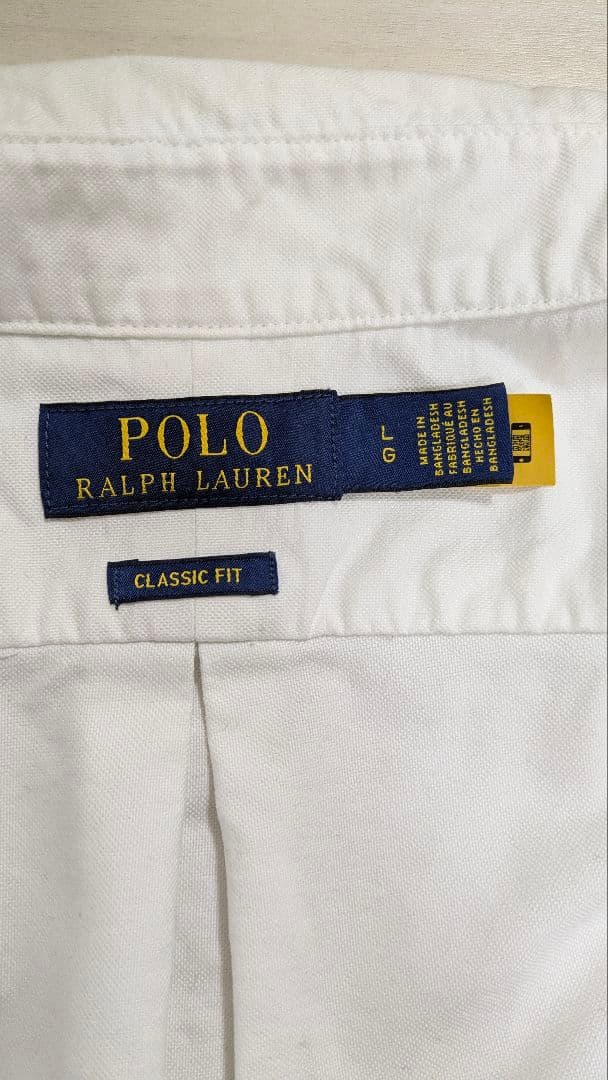 POLO
RALPH LAUREN
L
G
MADE IN
BANGLADESH
FABRIQUÉ AU
BANGLADESH
HECHO EN
BANGLADESH
CLASSIC FIT